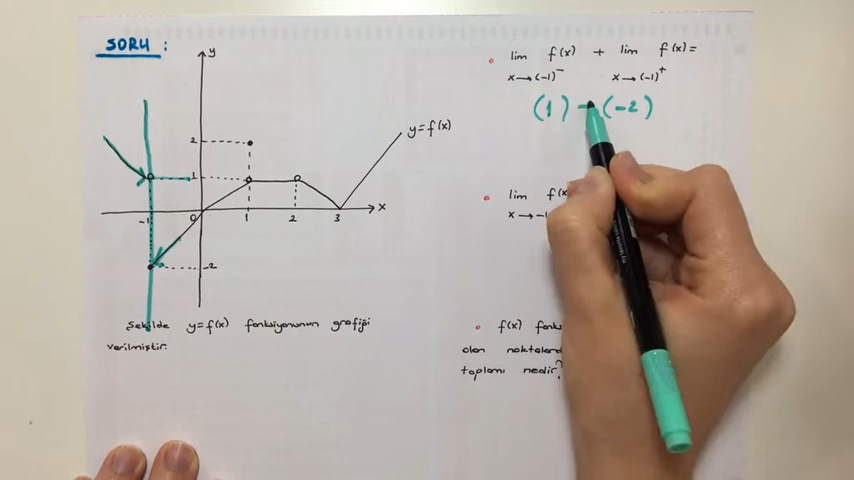 SORU :
y
2
1
y=f(x)
-1
0
1
2
3
x
-2
Şekilde y=f(x) fonksiyonunun grafiği
verilmiştir.
• lim f(x) + lim f(x) =
x→(-1)⁻ x→(-1)⁺
(1) (-2)
• lim
x→-1
• f(x)
olan
toplamı nedir?